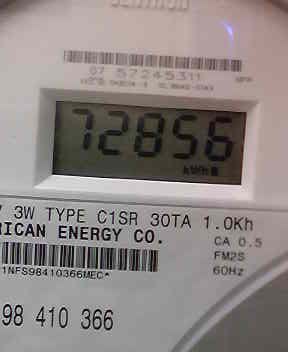 07 57245311
72856
kWh
V 3W TYPE C1SR 30TA 1.0Kh
RICAN ENERGY CO.
CA 0.5
FM2S
60Hz
1NFS98410366MEC*
98 410 366